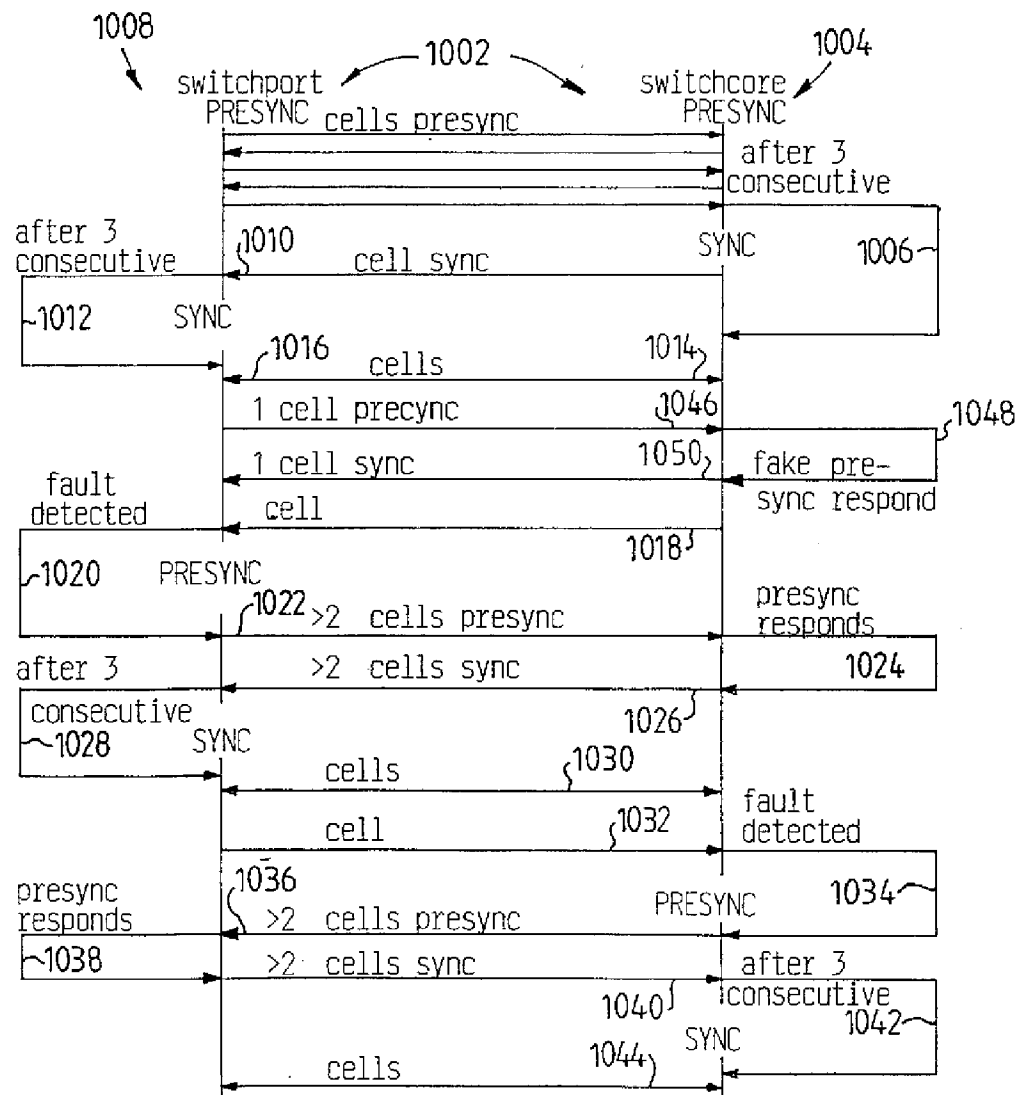 1008
1002
1004
switchport
PRESYNC
switchcore
PRESYNC
cells presync
after 3
consecutive
after 3
consecutive
1010
cell sync
SYNC
1006
1012
SYNC
1016
cells
1014
1 cell precync
1046
1048
1 cell sync
1050
fake pre-
sync respond
fault
detected
cell
1018
1020
PRESYNC
1022
>2 cells presync
presync
responds
after 3
consecutive
>2 cells sync
1024
1026
1028
SYNC
cells
1030
cell
1032
fault
detected
1034
presync
responds
1036
>2 cells presync
PRESYNC
1038
>2 cells sync
after 3
consecutive
1040
1042
SYNC
cells
1044